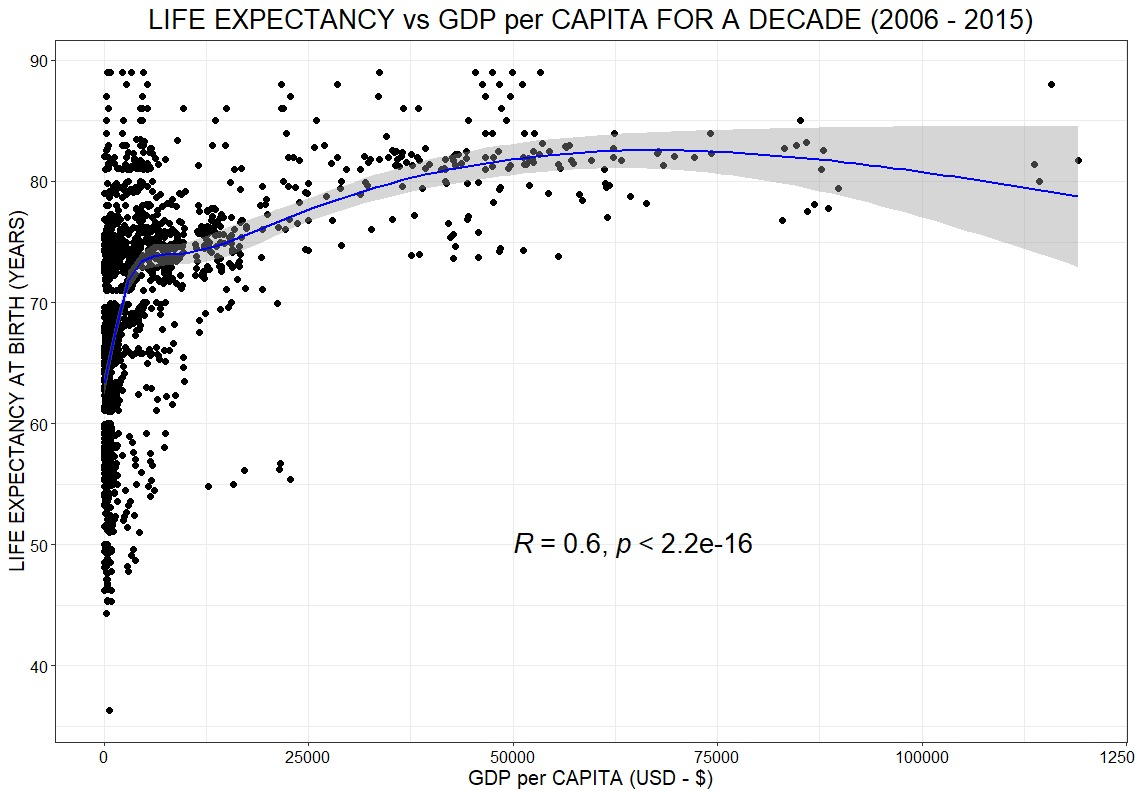 LIFE EXPECTANCY vs GDP per CAPITA FOR A DECADE (2006 - 2015)
LIFE EXPECTANCY AT BIRTH (YEARS)
90
80
70
60
50
40
R = 0.6, p < 2.2e-16
0 25000 50000 75000 100000 1250
GDP per CAPITA (USD - $)